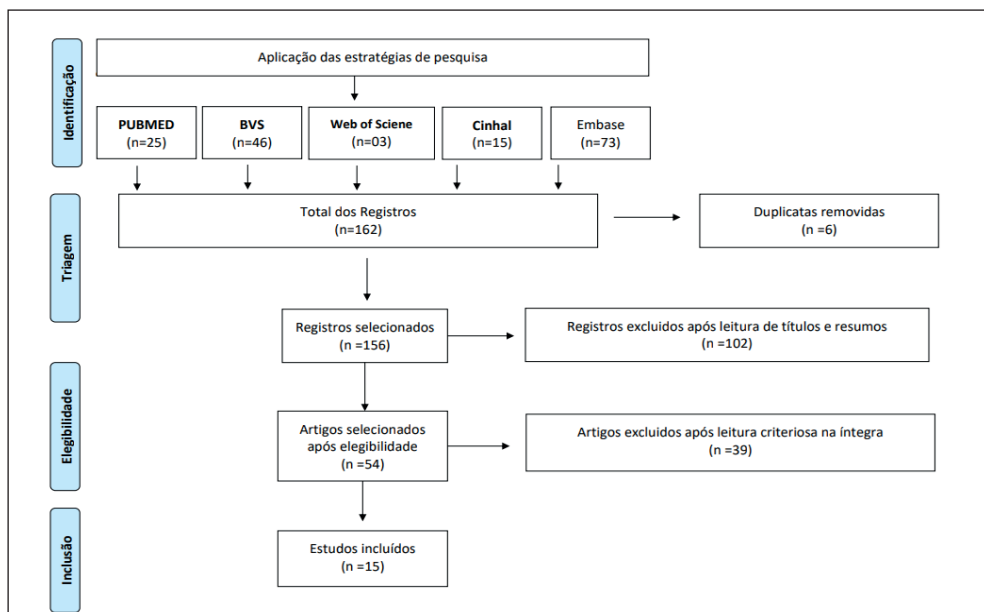 Identificação
Aplicação das estratégias de pesquisa
PUBMED
(n=25)
BVS
(n=46)
Web of Sciene
(n=03)
Cinhal
(n=15)
Embase
(n=73)
Triagem
Total dos Registros
(n=162)
Duplicatas removidas
(n =6)
Registros selecionados
(n =156)
Registros excluidos após leitura de títulos e resumos
(n =102)
Elegibilidade
Artigos selecionados
após elegibilidade
(n =54)
Artigos excluidos após leitura criteriosa na íntegra
(n =39)
Inclusão
Estudos incluídos
(n =15)